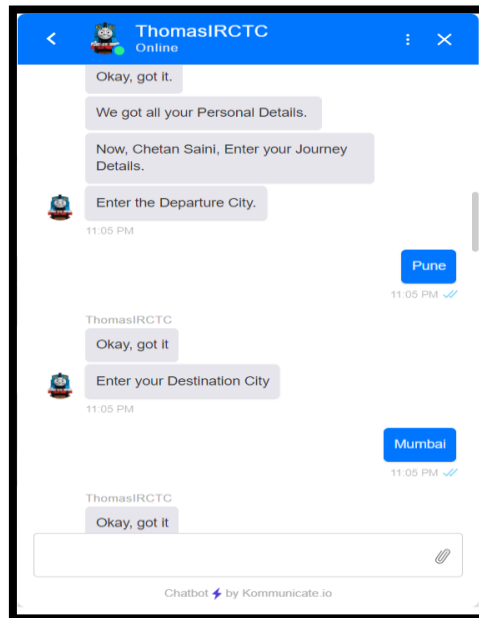 ThomasIRCTC
Online
Okay, got it.
We got all your Personal Details.
Now, Chetan Saini, Enter your Journey
Details.
Enter the Departure City.
11:05 PM
Pune
11:05 PM
ThomasIRCTC
Okay, got it
Enter your Destination City
11:05 PM
Mumbai
11:05 PM
ThomasIRCTC
Okay, got it
Chatbot by Kommunicate.io